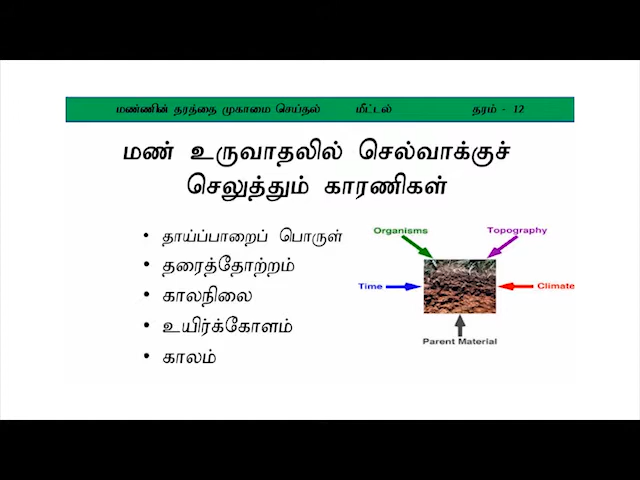 மண்ணின் தரத்தை முகாமை செய்தல் மீட்டல் தரம் - 12
மண் உருவாதலில் செல்வாக்குச்
செலுத்தும் காரணிகள்
• தாய்ப்பாறைப் பொருள்
• தரைத்தோற்றம்
• காலநிலை
• உயிர்க்கோளம்
• காலம்
Organisms Topography
Time Climate
Parent Material